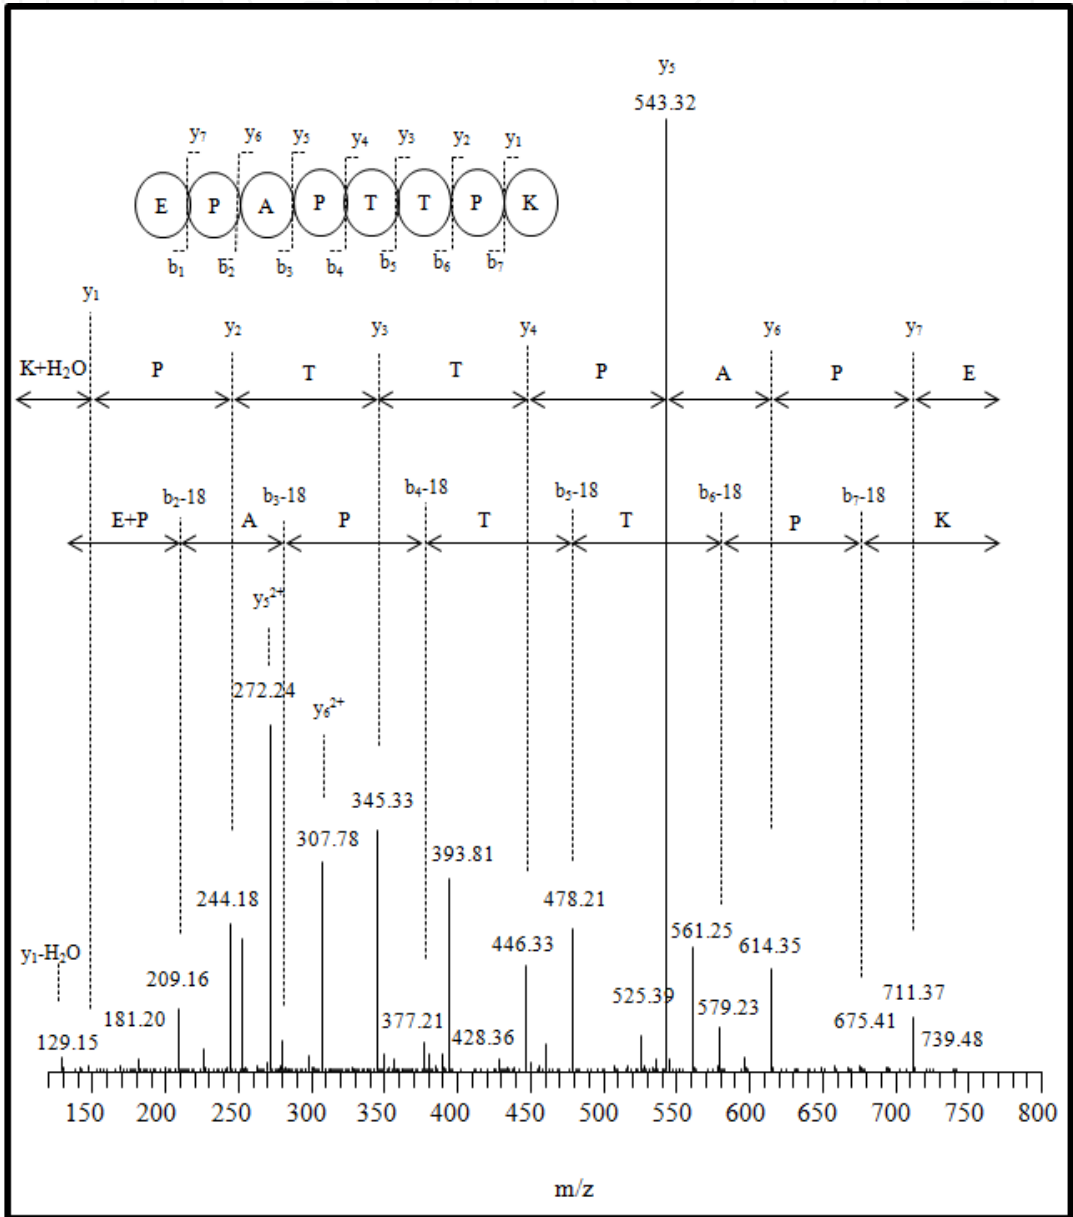 y5
543.32
y7 y6 y5 y4 y3 y2 y1
E P A P T T P K
b1 b2 b3 b4 b5 b6 b7
y1
y2 y3 y4 y6 y7
K+H2O P T T P A P E
b2-18 b3-18 b4-18 b5-18 b6-18 b7-18
E+P A P T T P K
y5²⁺
272.24
y6²⁺
345.33
307.78 393.81
244.18 478.21
446.33 561.25 614.35
y1-H2O
209.16 525.39 579.23 711.37
181.20 377.21 675.41
129.15 428.36 739.48
150 200 250 300 350 400 450 500 550 600 650 700 750 800
m/z